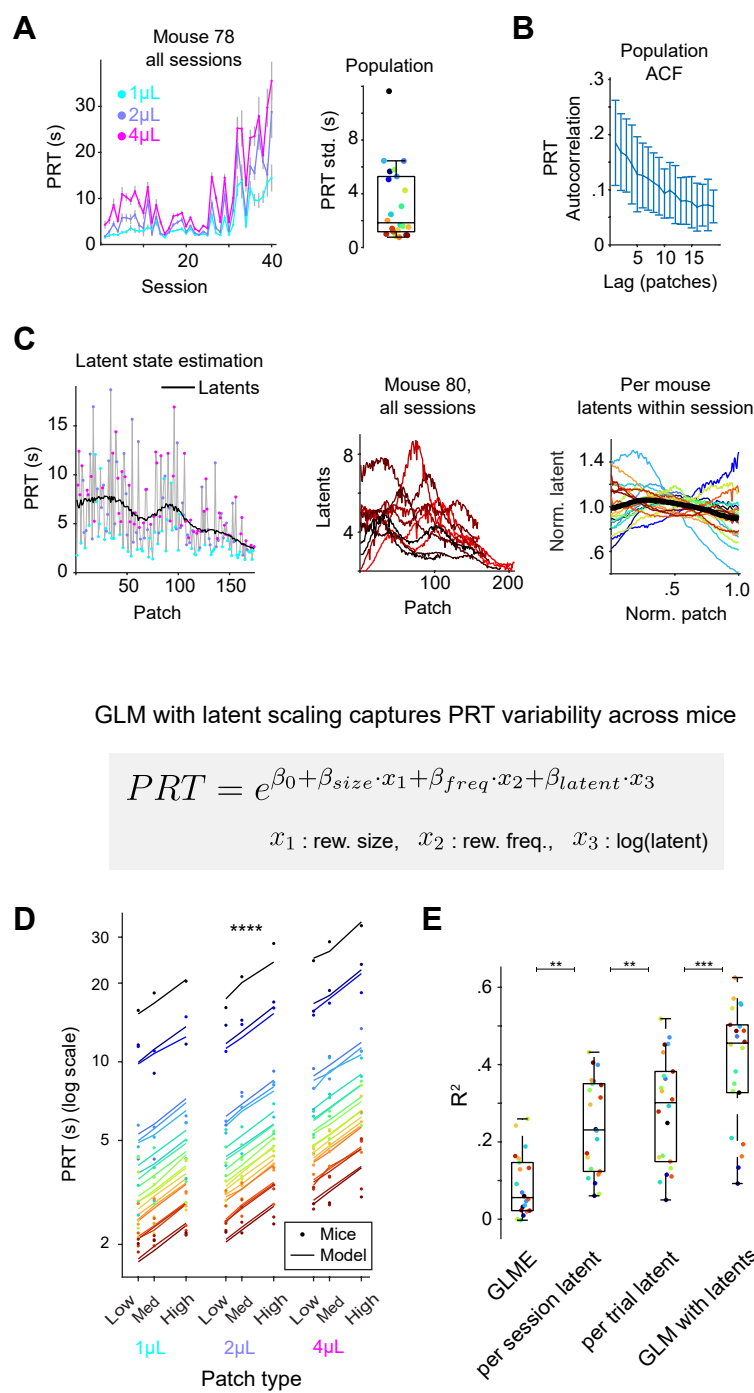 A
Mouse 78
all sessions
1µL
2µL
4µL
PRT (s)
30
20
10
0
0
20
40
Session
Population
PRT std. (s)
8
4
0
B
Population
ACF
PRT
Autocorrelation
.3
.2
.1
0
5
10
15
Lag (patches)
C
Latent state estimation
Latents
PRT (s)
15
10
5
0
50
100
150
Patch
Mouse 80,
all sessions
Latents
8
4
0
100
200
Patch
Per mouse
latents within session
Norm. latent
1.4
1.0
.6
.5
1.0
Norm. patch
GLM with latent scaling captures PRT variability across mice
PRT = e^{β0+βsize·x1+βfreq·x2+βlatent·x3}
x1 : rew. size, x2 : rew. freq., x3 : log(latent)
D
****
PRT (s) (log scale)
30
20
10
5
2
Mice
Model
Low Med High
Low Med High
Low Med High
1µL
2µL
4µL
Patch type
E
** ** ***
R²
.6
.4
.2
0
GLME
per session latent
per trial latent
GLM with latents